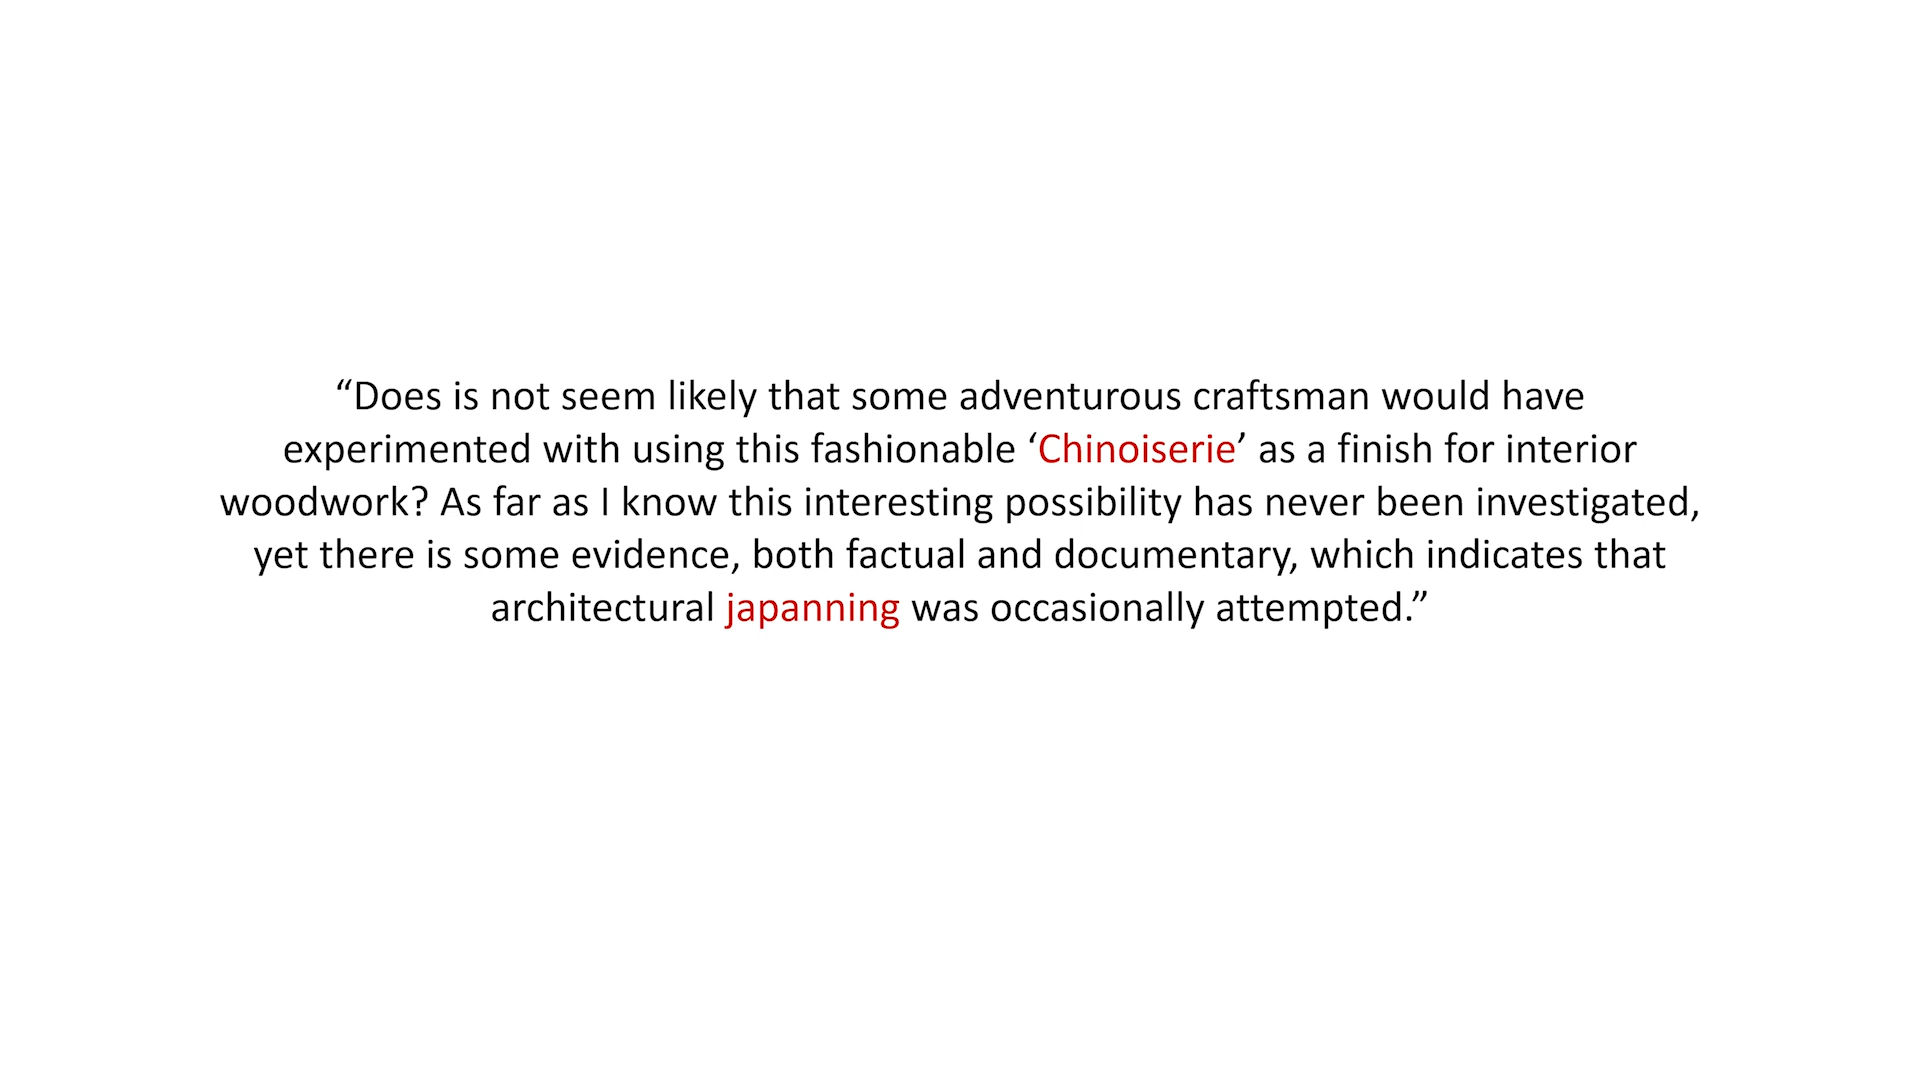 “Does is not seem likely that some adventurous craftsman would have
experimented with using this fashionable ‘Chinoiserie’ as a finish for interior
woodwork? As far as I know this interesting possibility has never been investigated,
yet there is some evidence, both factual and documentary, which indicates that
architectural japanning was occasionally attempted.”